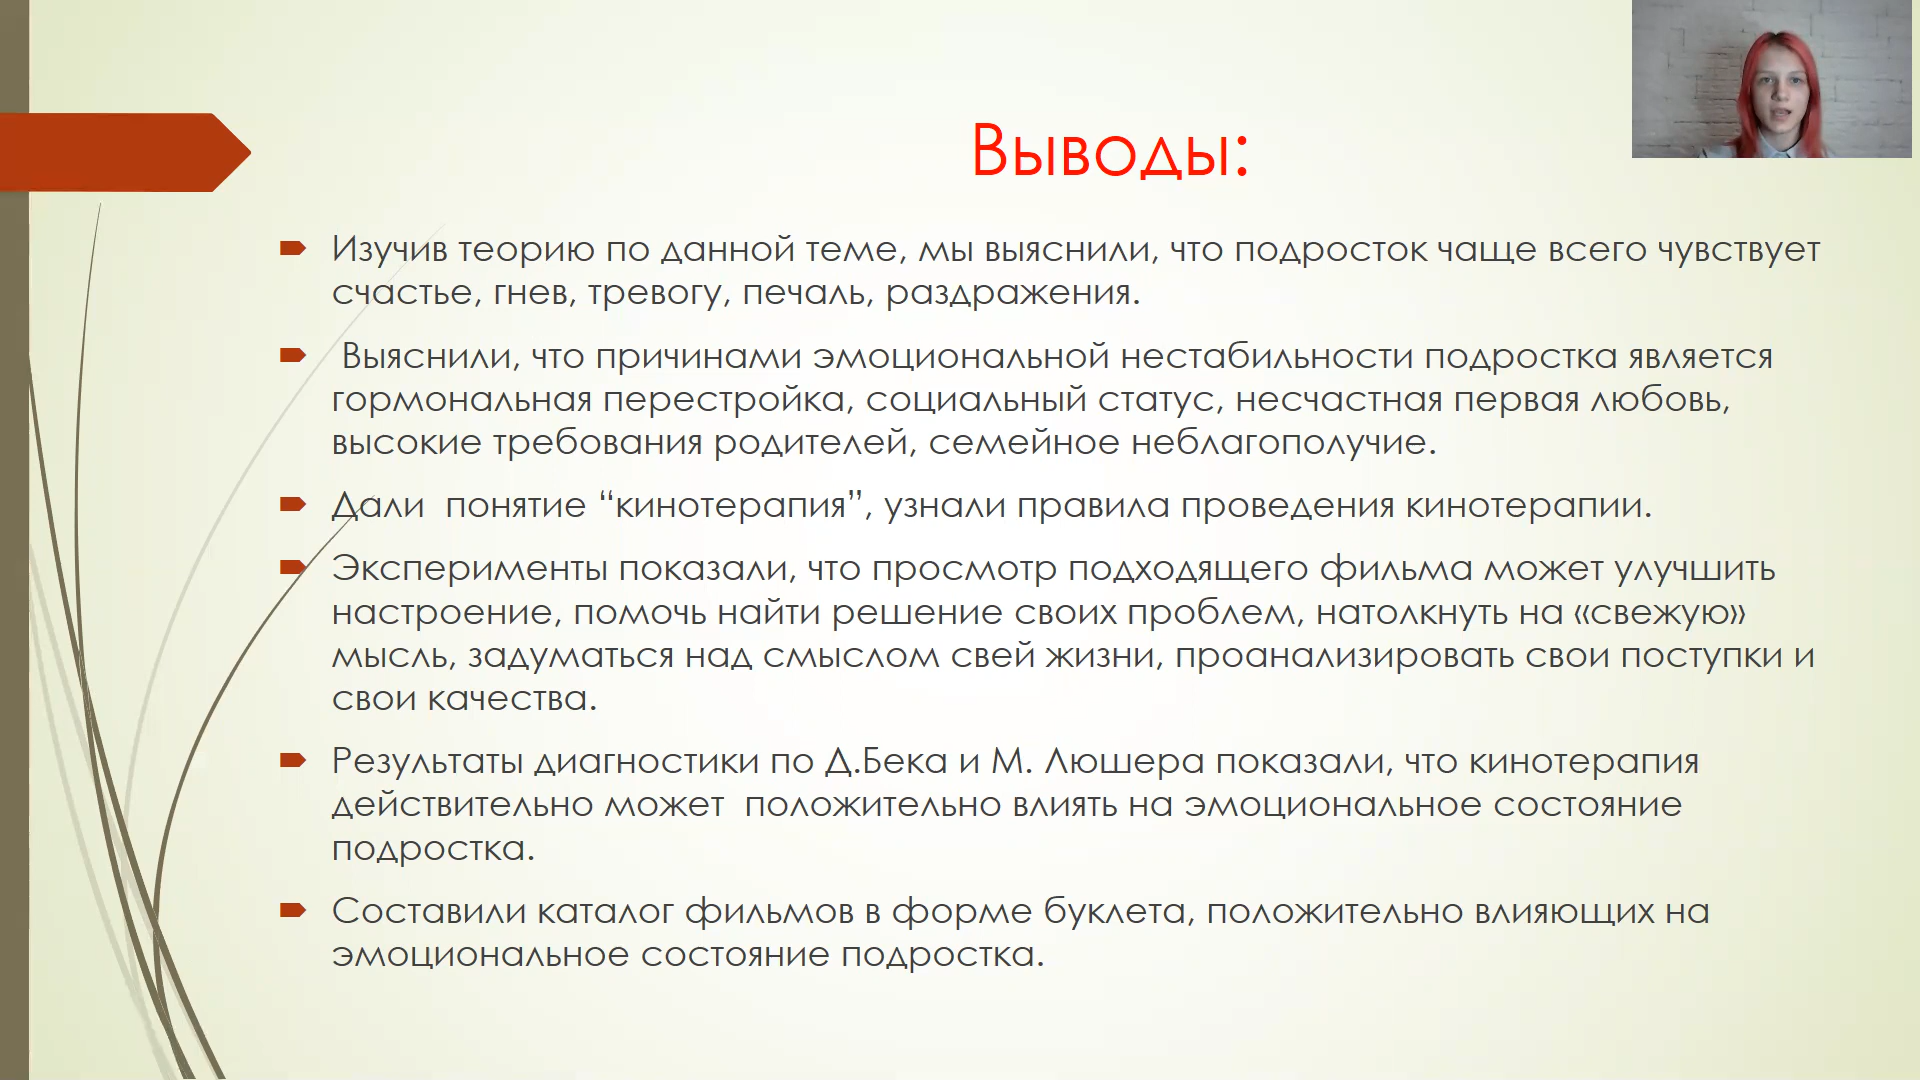 Выводы:
Изучив теорию по данной теме, мы выяснили, что подросток чаще всего чувствует
счастье, гнев, тревогу, печаль, раздражения.
Выяснили, что причинами эмоциональной нестабильности подростка является
гормональная перестройка, социальный статус, несчастная первая любовь,
высокие требования родителей, семейное неблагополучие.
Дали понятие “кинотерапия”, узнали правила проведения кинотерапии.
Эксперименты показали, что просмотр подходящего фильма может улучшить
настроение, помочь найти решение своих проблем, натолкнуть на «свежую»
мысль, задуматься над смыслом свей жизни, проанализировать свои поступки и
свои качества.
Результаты диагностики по Д.Бека и М. Люшера показали, что кинотерапия
действительно может положительно влиять на эмоциональное состояние
подростка.
Составили каталог фильмов в форме буклета, положительно влияющих на
эмоциональное состояние подростка.